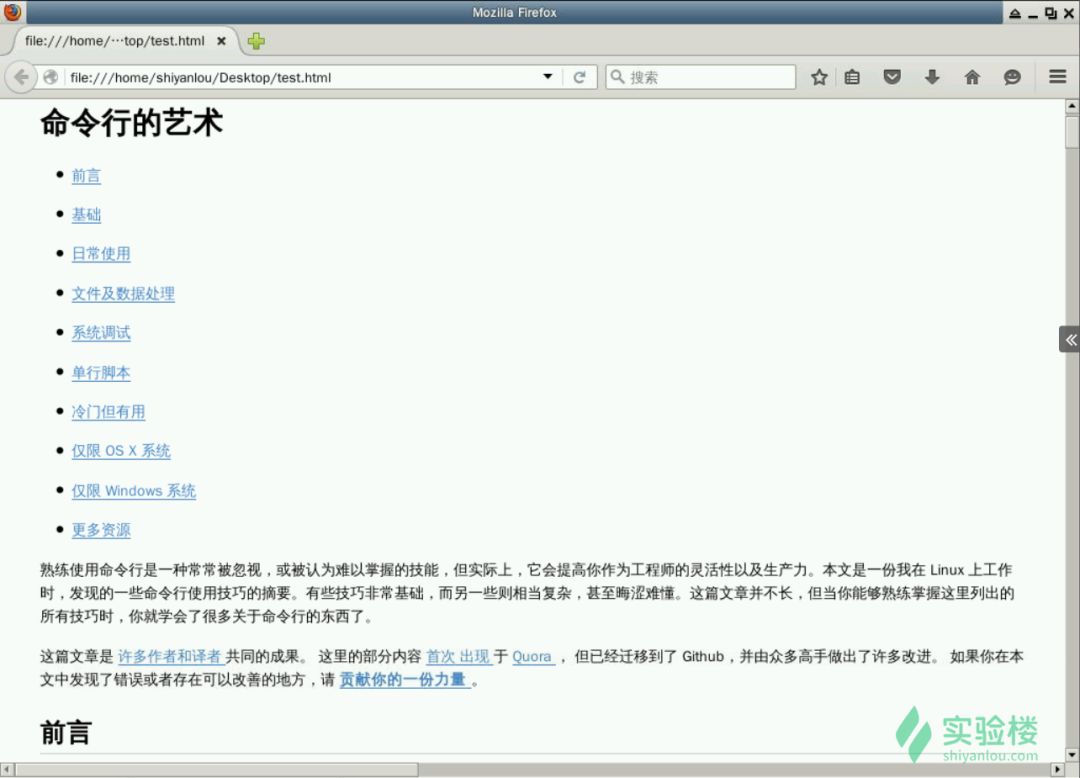 Mozilla Firefox
file:///home/···top/test.html
file:///home/shiyanlou/Desktop/test.html
搜索
命令行的艺术
前言
基础
日常使用
文件及数据处理
系统调试
单行脚本
冷门但有用
仅限 OS X 系统
仅限 Windows 系统
更多资源
熟练使用命令行是一种常常被忽视，或被认为难以掌握的技能，但实际上，它会提高你作为工程师的灵活性以及生产力。本文是一份我在 Linux 上工作
时，发现的一些命令行使用技巧的摘要。有些技巧非常基础，而另一些则相当复杂，甚至晦涩难懂。这篇文章并不长，但当你能够熟练掌握这里列出的
所有技巧时，你就学会了很多关于命令行的东西了。
这篇文章是 许多作者和译者 共同的成果。 这里的部分内容 首次 出现 于 Quora ， 但已经迁移到了 Github，并由众多高手做出了许多改进。 如果你在本
文中发现了错误或者存在可以改善的地方，请 贡献你的一份力量 。
前言
实验楼
shiyanlou.com